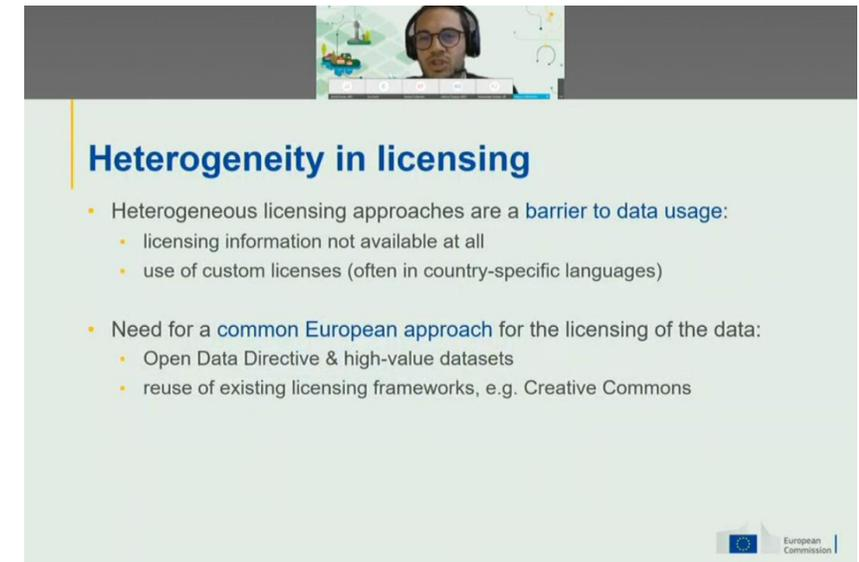 Heterogeneity in licensing
• Heterogeneous licensing approaches are a barrier to data usage:
• licensing information not available at all
• use of custom licenses (often in country-specific languages)
• Need for a common European approach for the licensing of the data:
• Open Data Directive & high-value datasets
• reuse of existing licensing frameworks, e.g. Creative Commons
European
Commission